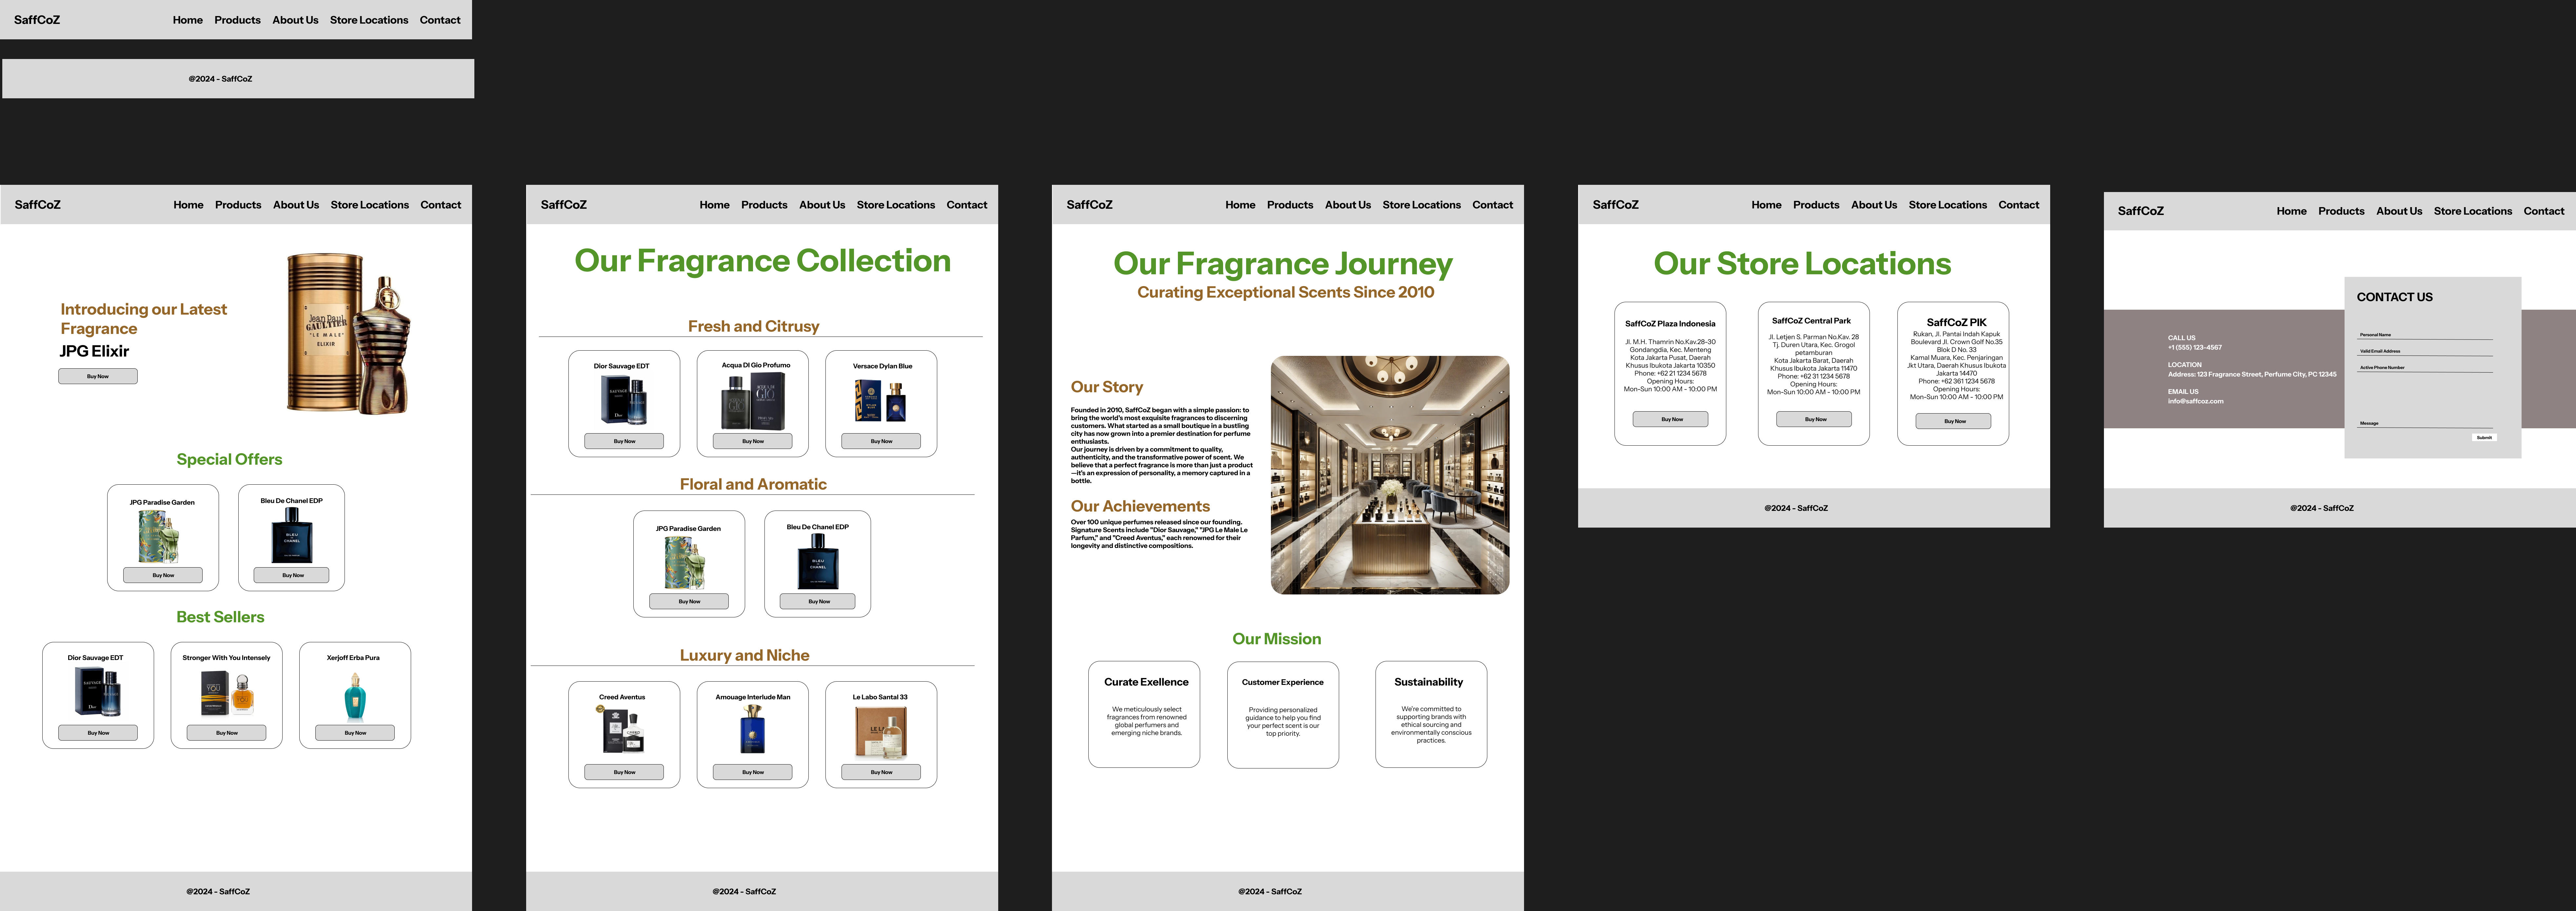 SaffCoZ Home Products About Us Store Locations Contact
@2024 - SaffCoZ
SaffCoZ Home Products About Us Store Locations Contact
Introducing our Latest
Fragrance
JPG Elixir
Buy Now
Jean Paul
GAULTIER
"LE MALE"
ELIXIR
Special Offers
JPG Paradise Garden
Buy Now
Bleu De Chanel EDP
BLEU
CHANEL
Buy Now
Best Sellers
Dior Sauvage EDT
SAUVAGE
Dior
Buy Now
Stronger With You Intensely
YOU
Buy Now
Xerjoff Erba Pura
Buy Now
@2024 - SaffCoZ
SaffCoZ Home Products About Us Store Locations Contact
Our Fragrance Collection
Fresh and Citrusy
Dior Sauvage EDT
SAUVAGE
Dior
Buy Now
Acqua DI Gio Profumo
GIO
GIO
Buy Now
Versace Dylan Blue
Buy Now
Floral and Aromatic
JPG Paradise Garden
Buy Now
Bleu De Chanel EDP
BLEU
CHANEL
Buy Now
Luxury and Niche
Creed Aventus
Buy Now
Amouage Interlude Man
Buy Now
Le Labo Santal 33
Buy Now
@2024 - SaffCoZ
SaffCoZ Home Products About Us Store Locations Contact
Our Fragrance Journey
Curating Exceptional Scents Since 2010
Our Story
Founded in 2010, SaffCoZ began with a simple passion: to
bring the world's most exquisite fragrances to discerning
customers. What started as a small boutique in a bustling
city has now grown into a premier destination for perfume
enthusiasts.
Our journey is driven by a commitment to quality,
authenticity, and the transformative power of scent. We
believe that a perfect fragrance is more than just a product
—it's an expression of personality, a memory captured in a
bottle.
Our Achievements
Over 100 unique perfumes released since our founding.
Signature Scents include "Dior Sauvage," "JPG Le Male Le
Parfum," and "Creed Aventus," each renowned for their
longevity and distinctive compositions.
Our Mission
Curate Exellence
We meticulously select
fragrances from renowned
global perfumers and
emerging niche brands.
Customer Experience
Providing personalized
guidance to help you find
your perfect scent is our
top priority.
Sustainability
We're committed to
supporting brands with
ethical sourcing and
environmentally conscious
practices.
@2024 - SaffCoZ
SaffCoZ Home Products About Us Store Locations Contact
Our Store Locations
SaffCoZ Plaza Indonesia
Jl. M.H. Thamrin No.Kav.28-30
Gondangdia, Kec. Menteng
Kota Jakarta Pusat, Daerah
Khusus Ibukota Jakarta 10350
Phone: +62 21 1234 5678
Opening Hours:
Mon-Sun 10:00 AM - 10:00 PM
Buy Now
SaffCoZ Central Park
Jl. Letjen S. Parman No.Kav. 28
Tj. Duren Utara, Kec. Grogol
petamburan
Kota Jakarta Barat, Daerah
Khusus Ibukota Jakarta 11470
Phone: +62 31 1234 5678
Opening Hours:
Mon-Sun 10:00 AM - 10:00 PM
Buy Now
SaffCoZ PIK
Rukan, Jl. Pantai Indah Kapuk
Boulevard Jl. Crown Golf No.35
Blok D No. 33
Kamal Muara, Kec. Penjaringan
Jkt Utara, Daerah Khusus Ibukota
Jakarta 14470
Phone: +62 361 1234 5678
Opening Hours:
Mon-Sun 10:00 AM - 10:00 PM
Buy Now
@2024 - SaffCoZ
SaffCoZ Home Products About Us Store Locations Contact
CALL US
+1 (555) 123-4567
LOCATION
Address: 123 Fragrance Street, Perfume City, PC 12345
EMAIL US
info@saffcoz.com
CONTACT US
Personal Name
Valid Email Address
Active Phone Number
Message
Submit
@2024 - SaffCoZ